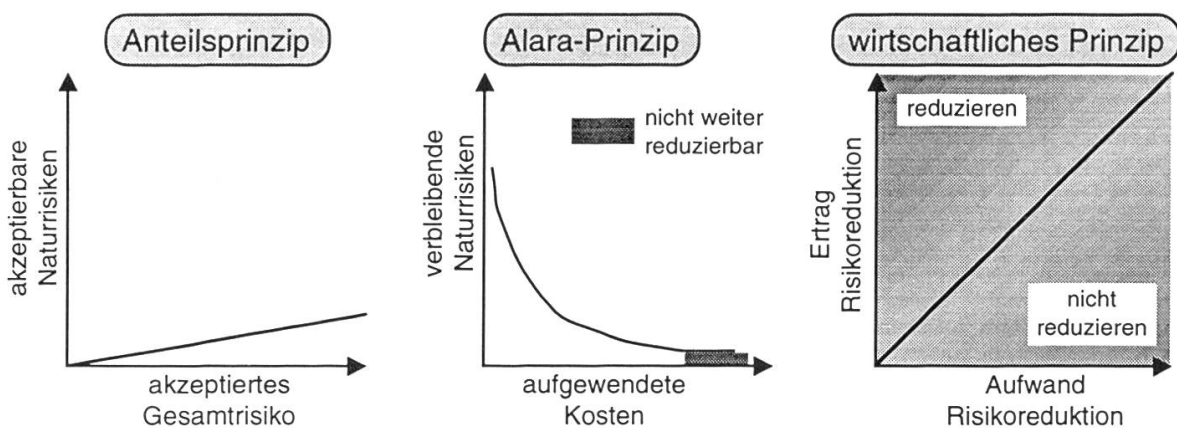 Anteilsprinzip
akzeptierbare
Naturrisiken
akzeptiertes
Gesamtrisiko
Alara-Prinzip
verbleibende
Naturrisiken
nicht weiter
reduzierbar
aufgewendete
Kosten
wirtschaftliches Prinzip
Ertrag
Risikoreduktion
reduzieren
nicht
reduzieren
Aufwand
Risikoreduktion